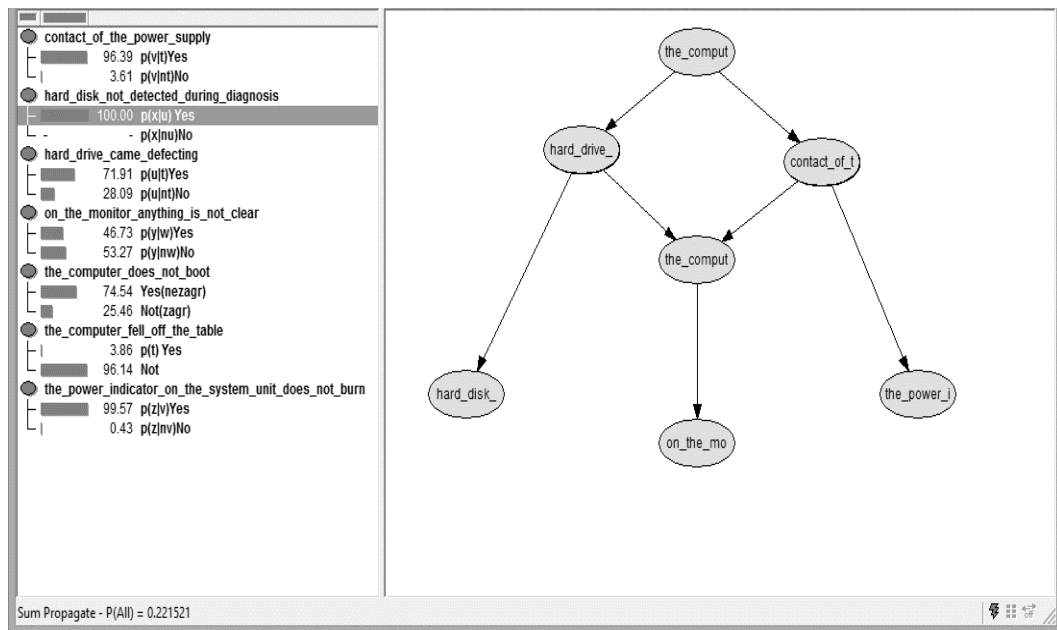 contact_of_the_power_supply
96.39 p(v|t)Yes
3.61 p(v|nt)No
hard_disk_not_detected_during_diagnosis
100.00 p(x|u) Yes
- - p(x|nu)No
hard_drive_came_defecting
71.91 p(u|t)Yes
28.09 p(u|nt)No
on_the_monitor_anything_is_not_clear
46.73 p(y|w)Yes
53.27 p(y|nw)No
the_computer_does_not_boot
74.54 Yes(nezagr)
25.46 Not(zagr)
the_computer_fell_off_the_table
3.86 p(t) Yes
96.14 Not
the_power_indicator_on_the_system_unit_does_not_burn
99.57 p(z|v)Yes
0.43 p(z|nv)No
the_comput
hard_drive_
contact_of_t
the_comput
hard_disk_
the_power_i
on_the_mo
Sum Propagate - P(All) = 0.221521